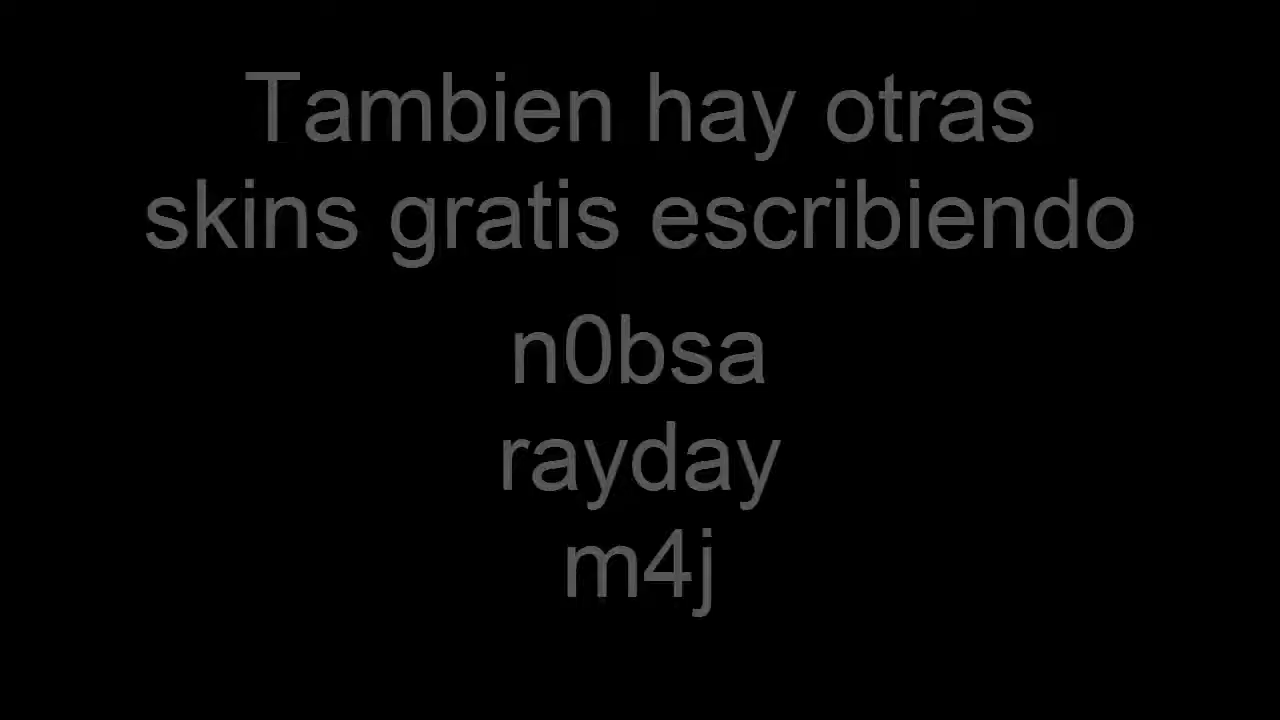 Tambien hay otras
skins gratis escribiendo
n0bsa
rayday
m4j